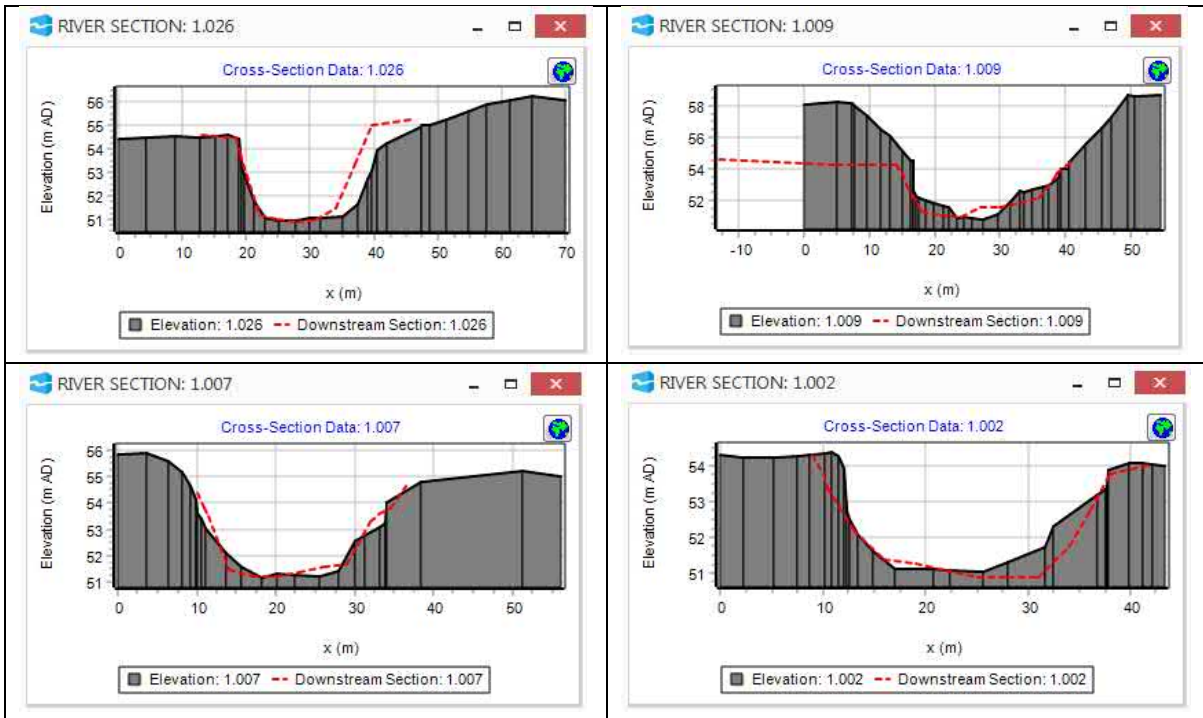 RIVER SECTION: 1.026
Cross-Section Data: 1.026
Elevation (m AD)
56
55
54
53
52
51
0 10 20 30 40 50 60 70
x (m)
Elevation: 1.026 Downstream Section: 1.026
RIVER SECTION: 1.009
Cross-Section Data: 1.009
Elevation (m AD)
58
56
54
52
-10 0 10 20 30 40 50
x (m)
Elevation: 1.009 Downstream Section: 1.009
RIVER SECTION: 1.007
Cross-Section Data: 1.007
Elevation (m AD)
56
55
54
53
52
51
0 10 20 30 40 50
x (m)
Elevation: 1.007 Downstream Section: 1.007
RIVER SECTION: 1.002
Cross-Section Data: 1.002
Elevation (m AD)
54
53
52
51
0 10 20 30 40
x (m)
Elevation: 1.002 Downstream Section: 1.002